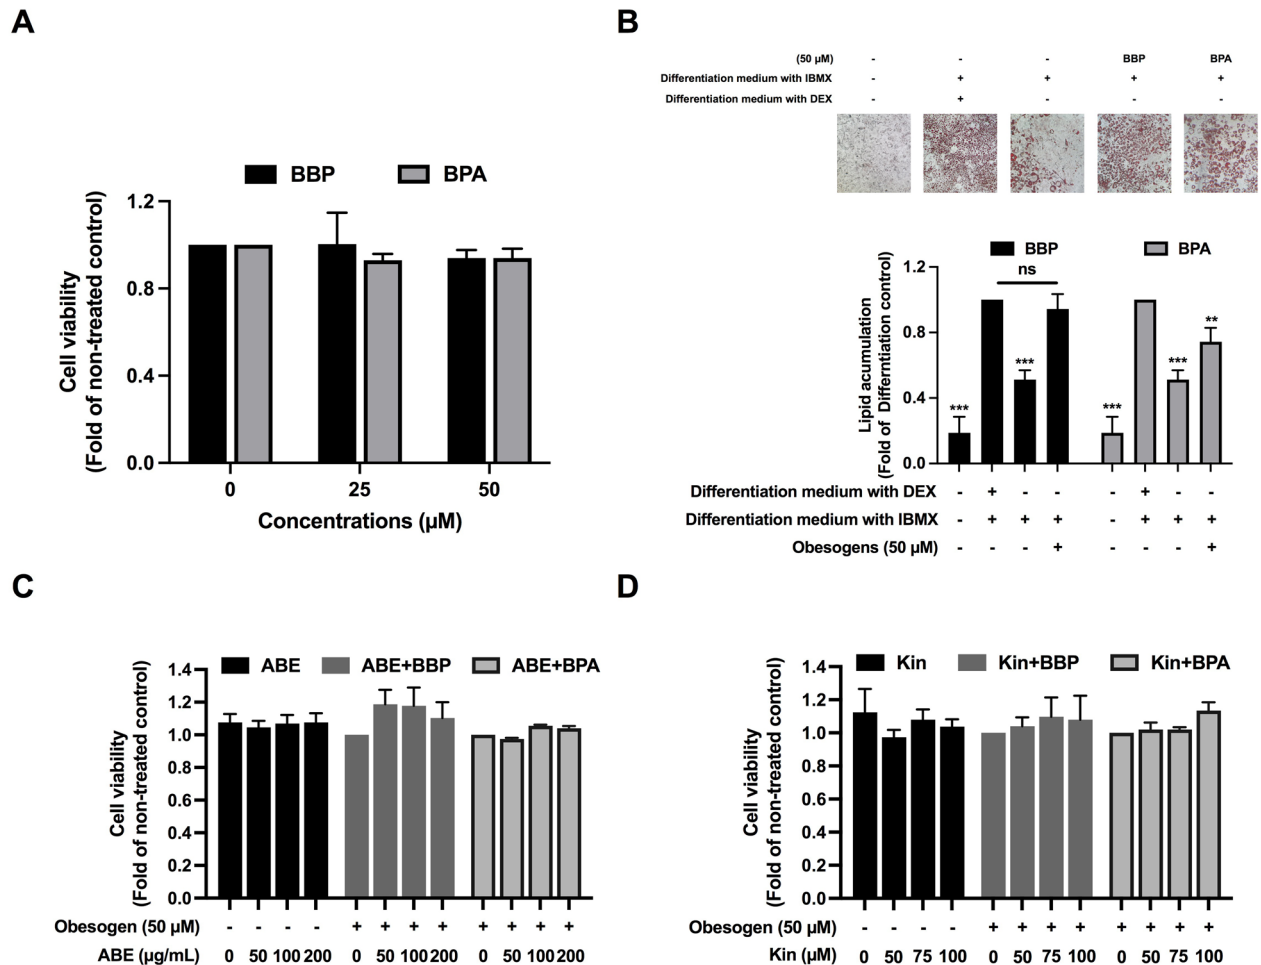 A
BBP BPA
Cell viability
(Fold of non-treated control)
1.2
0.8
0.4
0.0
0 25 50
Concentrations (μM)
B
(50 μM) - - - BBP BPA
Differentiation medium with IBMX - + + + +
Differentiation medium with DEX - + - - -
BBP BPA
Lipid acumulation
(Fold of Differntiation control)
1.2
0.8
0.4
0.0
ns
*** *** *** *** **
Differentiation medium with DEX - + - - - + - -
Differentiation medium with IBMX - + + + - + + +
Obesogens (50 μM) - - - + - - - +
C
ABE ABE+BBP ABE+BPA
Cell viability
(Fold of non-treated control)
1.4
1.2
1.0
0.8
0.6
0.4
0.2
0.0
Obesogen (50 μM) - - - - + + + + + + + +
ABE (μg/mL) 0 50 100 200 0 50 100 200 0 50 100 200
D
Kin Kin+BBP Kin+BPA
Cell viability
(Fold of non-treated control)
1.4
1.2
1.0
0.8
0.6
0.4
0.2
0.0
Obesogen (50 μM) - - - - + + + + + + + +
Kin (μM) 0 50 75 100 0 50 75 100 0 50 75 100